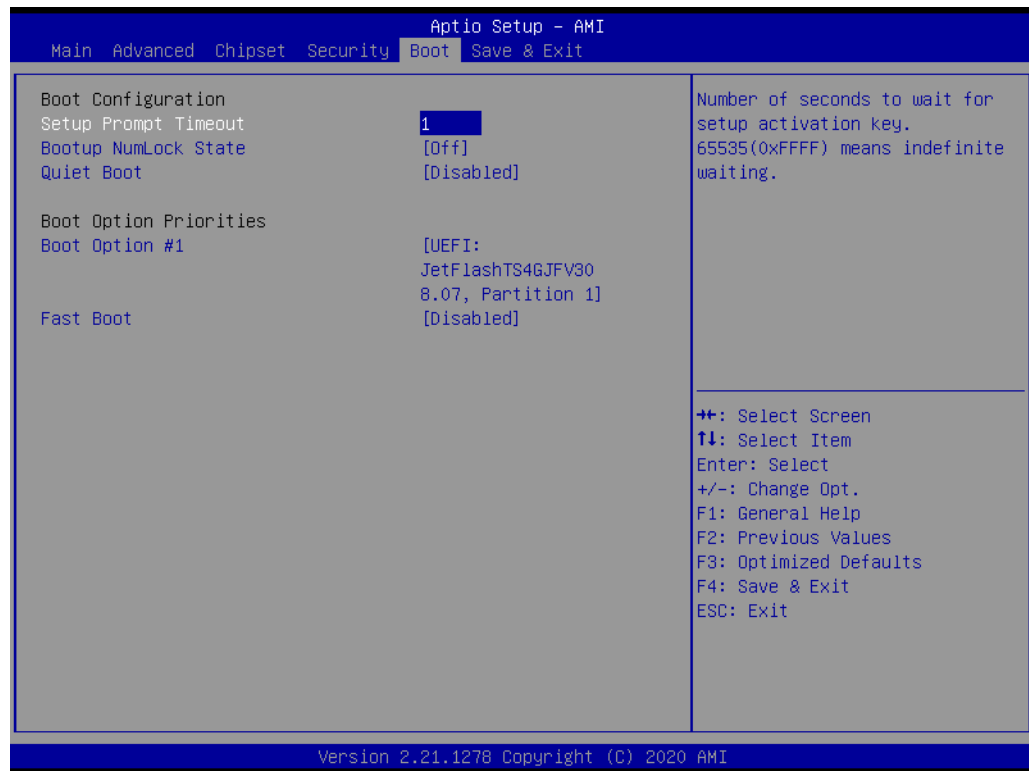 Aptio Setup – AMI
Main Advanced Chipset Security Boot Save & Exit
Boot Configuration
Setup Prompt Timeout 1
Bootup NumLock State [Off]
Quiet Boot [Disabled]
Boot Option Priorities
Boot Option #1 [UEFI:
JetFlashTS4GJFV30
8.07, Partition 1]
Fast Boot [Disabled]
Number of seconds to wait for
setup activation key.
65535(0xFFFF) means indefinite
waiting.
→←: Select Screen
↑↓: Select Item
Enter: Select
+/-: Change Opt.
F1: General Help
F2: Previous Values
F3: Optimized Defaults
F4: Save & Exit
ESC: Exit
Version 2.21.1278 Copyright (C) 2020 AMI